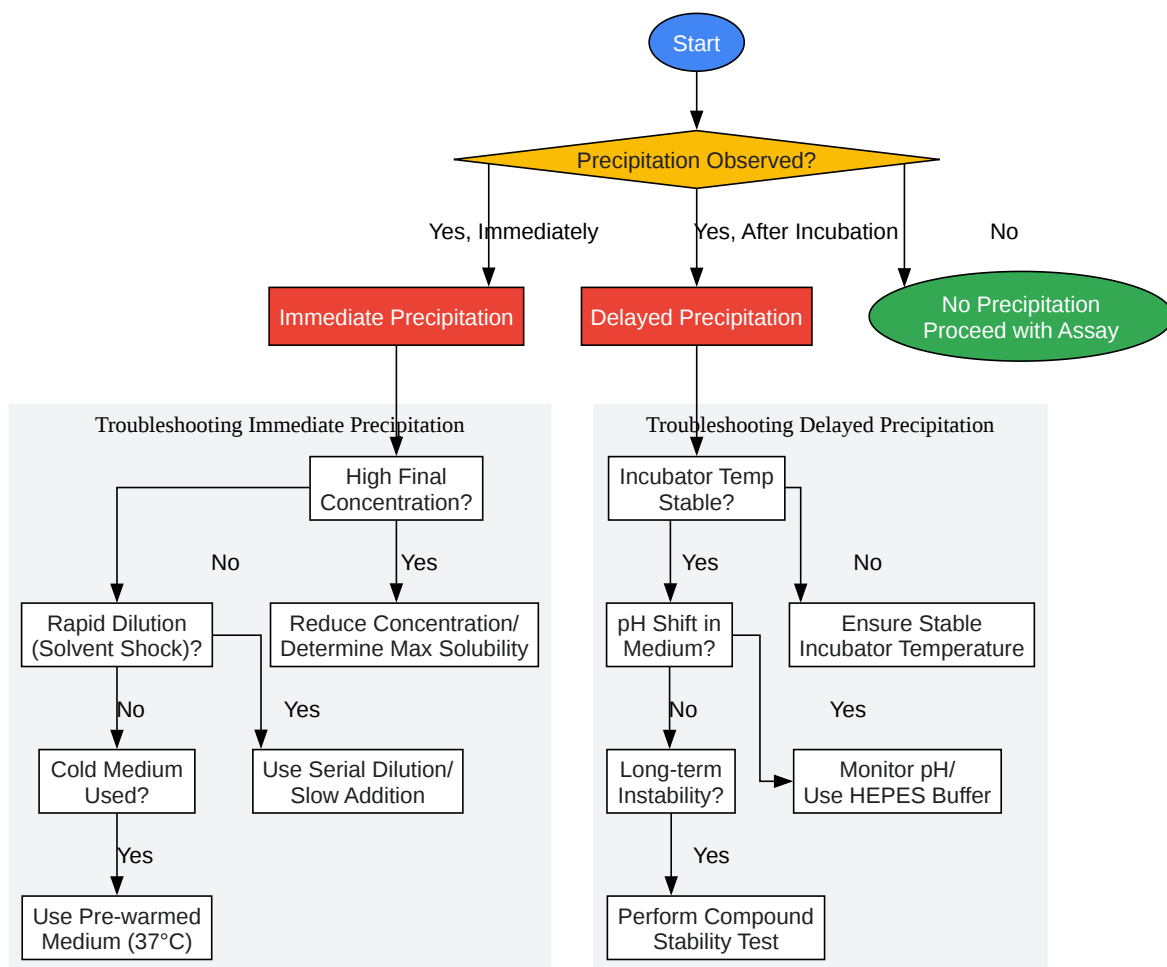 Start
Precipitation Observed?
Yes, Immediately
Yes, After Incubation
No
Immediate Precipitation
Delayed Precipitation
No Precipitation
Proceed with Assay
Troubleshooting Immediate Precipitation
High Final
Concentration?
No
Yes
Rapid Dilution
(Solvent Shock)?
Reduce Concentration/
Determine Max Solubility
No
Yes
Cold Medium
Used?
Use Serial Dilution/
Slow Addition
Yes
Use Pre-warmed
Medium (37°C)
Troubleshooting Delayed Precipitation
Incubator Temp
Stable?
Yes
No
pH Shift in
Medium?
Ensure Stable
Incubator Temperature
No
Yes
Long-term
Instability?
Monitor pH/
Use HEPES Buffer
Yes
Perform Compound
Stability Test